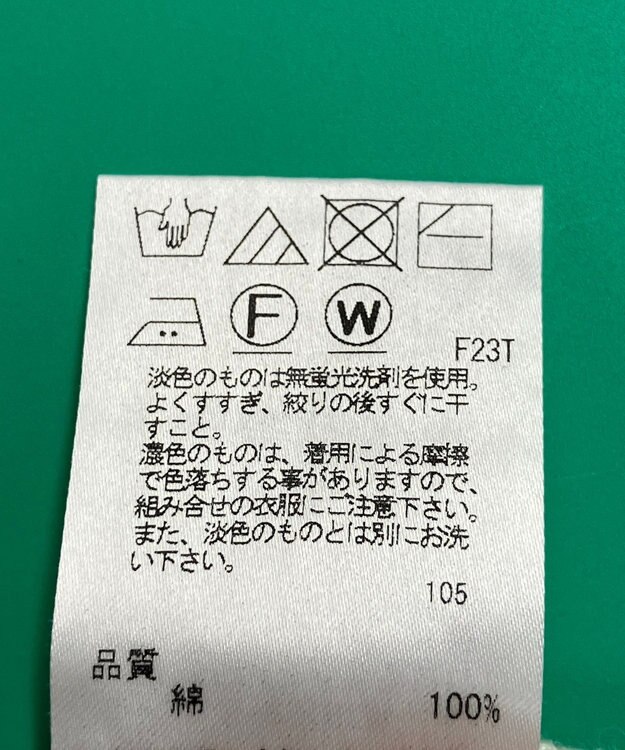 F W F23T
淡色のものは無蛍光洗剤を使用。
よくすすぎ、絞りの後すぐに干
すこと。
濃色のものは、着用による摩擦
で色落ちする事がありますので、
組み合せの衣服にご注意下さい。
また、淡色のものとは別にお洗
い下さい。
105
品質
綿 100%